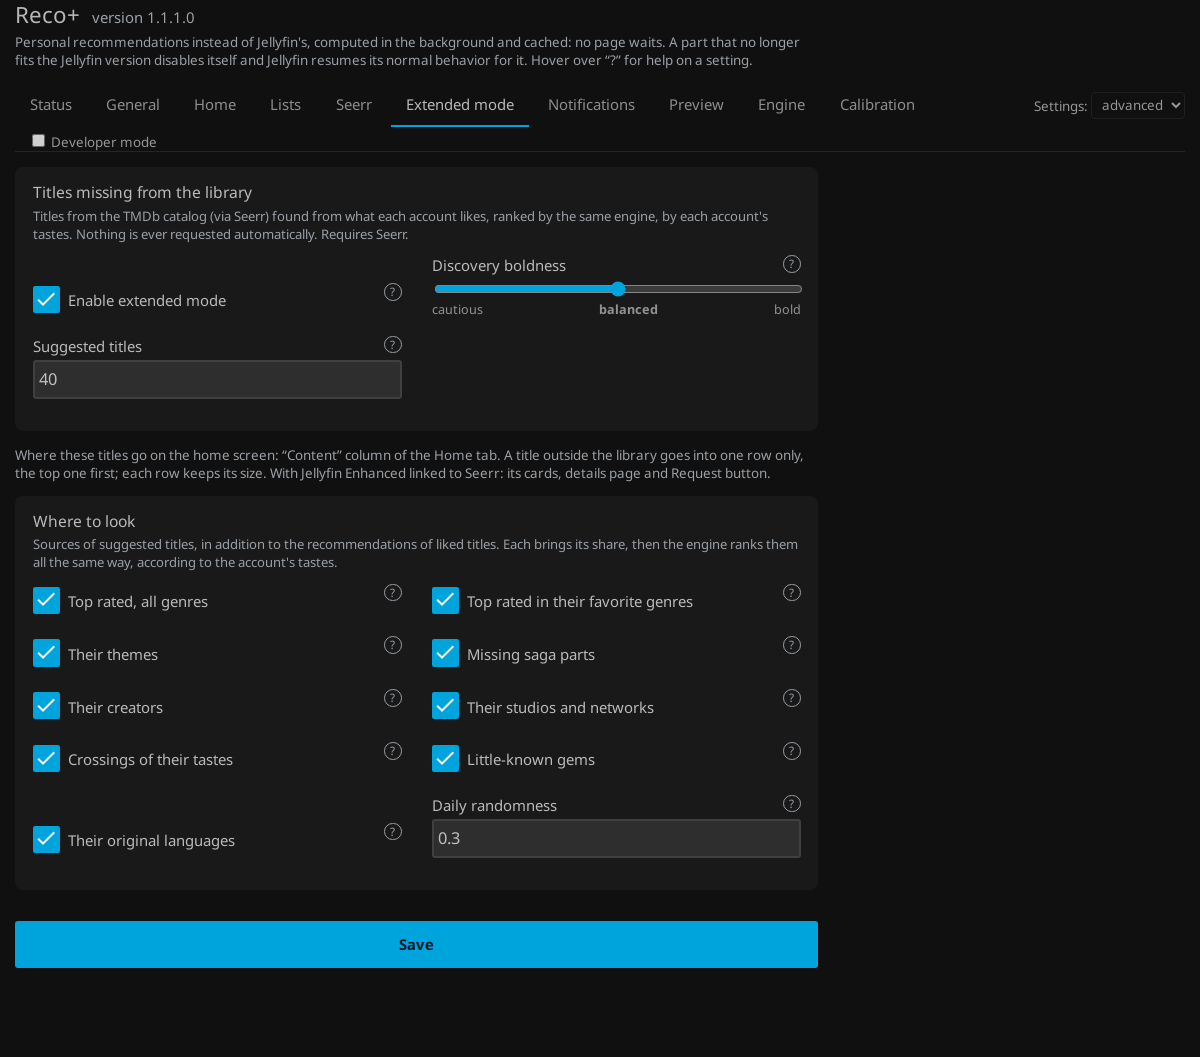 Reco+ version 1.1.1.0
Personal recommendations instead of Jellyfin's, computed in the background and cached: no page waits. A part that no longer
fits the Jellyfin version disables itself and Jellyfin resumes its normal behavior for it. Hover over “?” for help on a setting.
Status General Home Lists Seerr Extended mode Notifications Preview Engine Calibration Settings: advanced
Developer mode
Titles missing from the library
Titles from the TMDb catalog (via Seerr) found from what each account likes, ranked by the same engine, by each account's
tastes. Nothing is ever requested automatically. Requires Seerr.
Discovery boldness ?
Enable extended mode ?
cautious balanced bold
Suggested titles ?
40
Where these titles go on the home screen: “Content” column of the Home tab. A title outside the library goes into one row only,
the top one first; each row keeps its size. With Jellyfin Enhanced linked to Seerr: its cards, details page and Request button.
Where to look
Sources of suggested titles, in addition to the recommendations of liked titles. Each brings its share, then the engine ranks them
all the same way, according to the account's tastes.
Top rated, all genres ? Top rated in their favorite genres ?
Their themes ? Missing saga parts ?
Their creators ? Their studios and networks ?
Crossings of their tastes ? Little-known gems ?
Daily randomness ?
Their original languages ? 0.3
Save